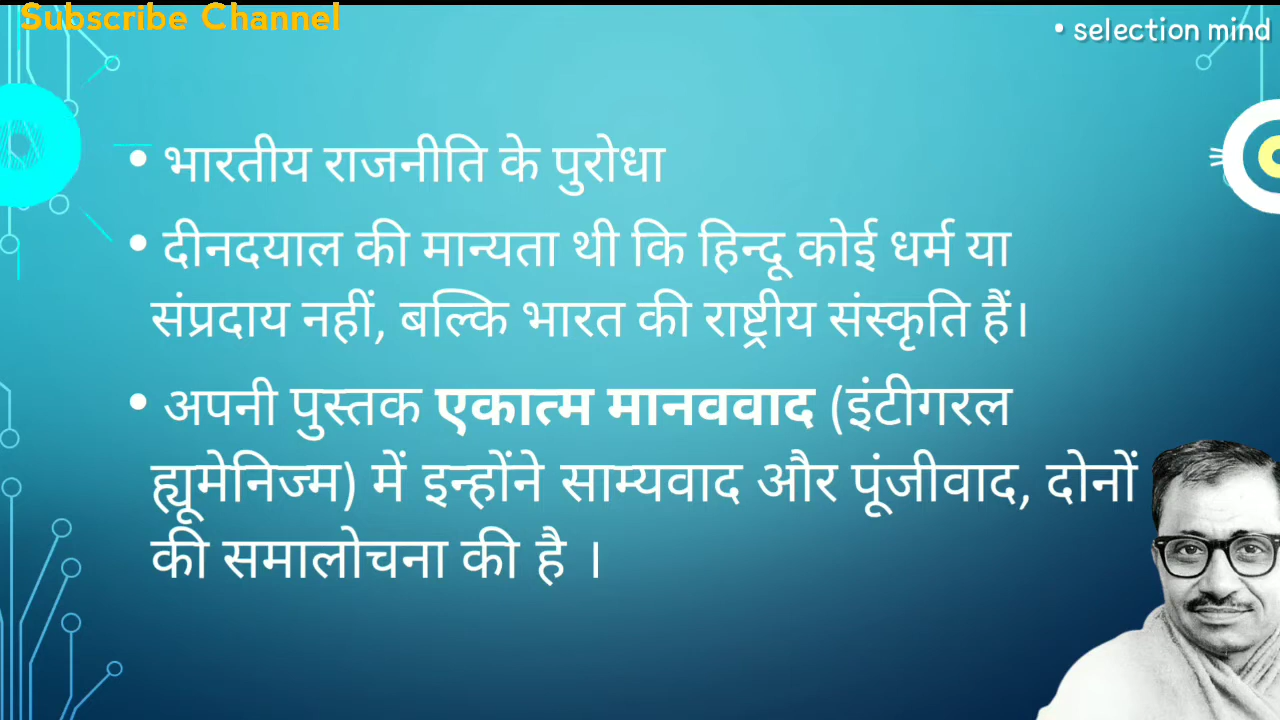 Subscribe Channel
• selection mind
• भारतीय राजनीति के पुरोधा
• दीनदयाल की मान्यता थी कि हिन्दू कोई धर्म या
संप्रदाय नहीं, बल्कि भारत की राष्ट्रीय संस्कृति हैं।
• अपनी पुस्तक एकात्म मानववाद (इंटीगरल
ह्यूमेनिज्म) में इन्होंने साम्यवाद और पूंजीवाद, दोनों
की समालोचना की है ।